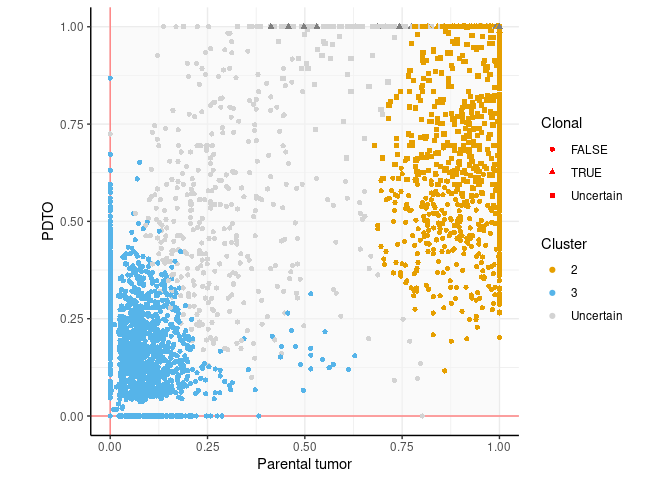 1.00
0.75
0.50
0.25
0.00
PDTO
0.00 0.25 0.50 0.75 1.00
Parental tumor
Clonal
FALSE
TRUE
Uncertain
Cluster
2
3
Uncertain